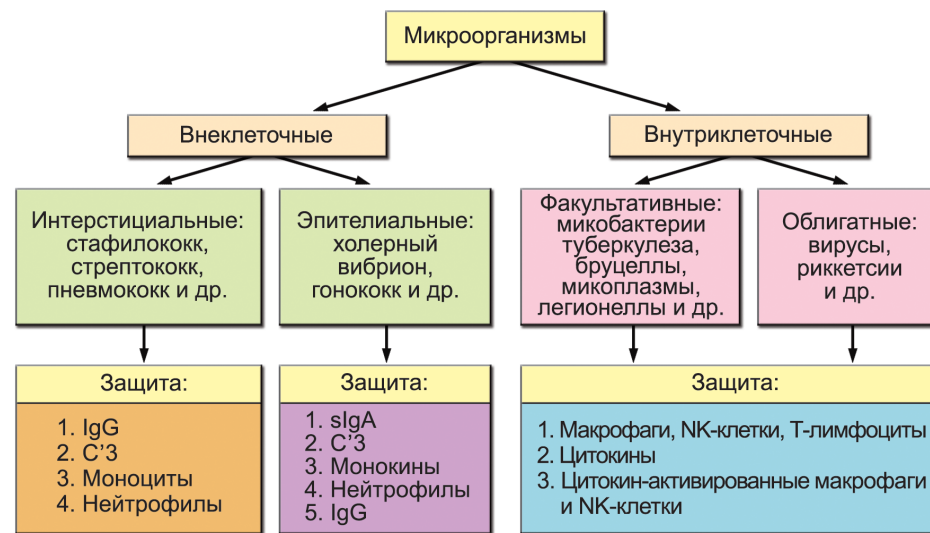 Микроорганизмы
Внеклеточные
Внутриклеточные
Интерстициальные:
стафилококк,
стрептококк,
пневмококк и др.
Эпителиальные:
холерный
вибрион,
гонококк и др.
Факультативные:
микобактерии
туберкулеза,
бруцеллы,
микоплазмы,
легионеллы и др.
Облигатные:
вирусы,
риккетсии
и др.
Защита:
1. IgG
2. C’3
3. Моноциты
4. Нейтрофилы
Защита:
1. sIgA
2. C’3
3. Монокины
4. Нейтрофилы
5. IgG
Защита:
1. Макрофаги, NK-клетки, Т-лимфоциты
2. Цитокины
3. Цитокин-активированные макрофаги
и NK-клетки